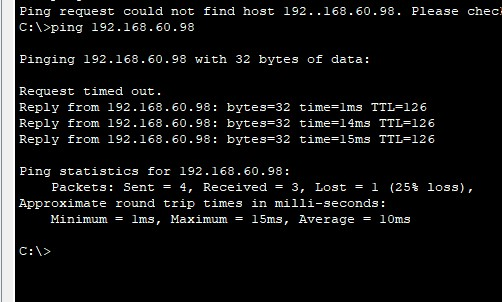 Ping request could not find host 192..168.60.98. Please chec
C:\>ping 192.168.60.98
Pinging 192.168.60.98 with 32 bytes of data:
Request timed out.
Reply from 192.168.60.98: bytes=32 time=1ms TTL=126
Reply from 192.168.60.98: bytes=32 time=14ms TTL=126
Reply from 192.168.60.98: bytes=32 time=15ms TTL=126
Ping statistics for 192.168.60.98:
Packets: Sent = 4, Received = 3, Lost = 1 (25% loss),
Approximate round trip times in milli-seconds:
Minimum = 1ms, Maximum = 15ms, Average = 10ms
C:\>